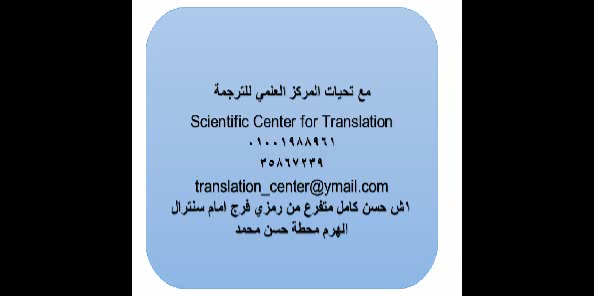 مع تحيات المركز العلمي للترجمة
Scientific Center for Translation
٠١٠٠١٩٨٨٩٦١
٣٥٨٦٧٢٣٩
translation_center@ymail.com
١ش حسن كامل متفرع من رمزي فرج امام سنترال
الهرم محطة حسن محمد